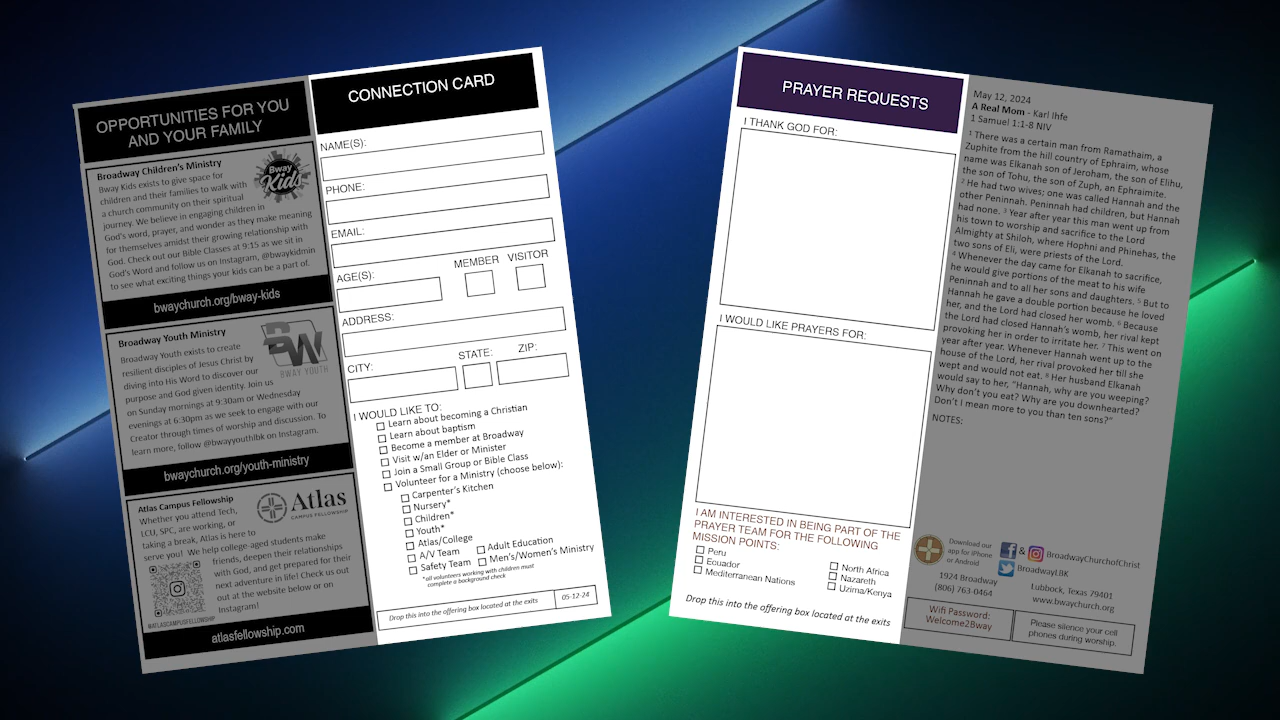 OPPORTUNITIES FOR YOU
AND YOUR FAMILY
Broadway Children's Ministry
Bway Kids exists to give space for
children and their families to walk with
a church community on their spiritual
journey. We believe in engaging children in
God's word, prayer, and wonder as they make meaning
for themselves amidst their growing relationship with
God. Check out our Bible Classes at 9:15 as we sit in
God's Word and follow us on Instagram, @bwaykidmin
to see what exciting things your kids can be a part of.
Bway
Kids
bwaychurch.org/bway-kids
Broadway Youth Ministry
Broadway Youth exists to create
resilient disciples of Jesus Christ by
diving into His Word to discover our
purpose and God given identity. Join us
on Sunday mornings at 9:30am or Wednesday
evenings at 6:30pm as we seek to engage with our
Creator through times of worship and discussion. To
learn more, follow @bwayyouthlbk on Instagram.
BW
BWAY YOUTH
bwaychurch.org/youth-ministry
Atlas Campus Fellowship
Whether you attend Tech,
LCU, SPC, are working, or
taking a break, Atlas is here to
serve you! We help college-aged students make
friends, deepen their relationships
with God, and get prepared for their
next adventure in life! Check us out
out at the website below or on
Instagram!
Atlas
CAMPUS FELLOWSHIP
#ATLASCAMPUSFELLOWSHIP
atlasfellowship.com
CONNECTION CARD
NAME(S):
PHONE:
EMAIL:
AGE(S):
MEMBER
VISITOR
ADDRESS:
CITY:
STATE:
ZIP:
I WOULD LIKE TO:
Learn about becoming a Christian
Learn about baptism
Become a member at Broadway
Visit w/an Elder or Minister
Join a Small Group or Bible Class
Volunteer for a Ministry (choose below):
Carpenter's Kitchen
Nursery*
Children*
Youth*
Atlas/College
A/V Team
Adult Education
Safety Team
Men's/Women's Ministry
*all volunteers working with children must
complete a background check
Drop this into the offering box located at the exits
05-12-24
PRAYER REQUESTS
I THANK GOD FOR:
I WOULD LIKE PRAYERS FOR:
I AM INTERESTED IN BEING PART OF THE
PRAYER TEAM FOR THE FOLLOWING
MISSION POINTS:
Peru
Ecuador
Mediterranean Nations
North Africa
Nazareth
Uzima/Kenya
Drop this into the offering box located at the exits
May 12, 2024
A Real Mom - Karl Ihfe
1 Samuel 1:1-8 NIV
1 There was a certain man from Ramathaim, a
Zuphite from the hill country of Ephraim, whose
name was Elkanah son of Jeroham, the son of Elihu,
the son of Tohu, the son of Zuph, an Ephraimite.
2 He had two wives; one was called Hannah and the
other Peninnah. Peninnah had children, but Hannah
had none. 3 Year after year this man went up from
his town to worship and sacrifice to the Lord
Almighty at Shiloh, where Hophni and Phinehas, the
two sons of Eli, were priests of the Lord.
4 Whenever the day came for Elkanah to sacrifice,
he would give portions of the meat to his wife
Peninnah and to all her sons and daughters. 5 But to
Hannah he gave a double portion because he loved
her, and the Lord had closed her womb. 6 Because
the Lord had closed Hannah's womb, her rival kept
provoking her in order to irritate her. 7 This went on
year after year. Whenever Hannah went up to the
house of the Lord, her rival provoked her till she
wept and would not eat. 8 Her husband Elkanah
would say to her, "Hannah, why are you weeping?
Why don't you eat? Why are you downhearted?
Don't I mean more to you than ten sons?"
NOTES:
Download our
app for iPhone
or Android
& BroadwayChurchofChrist
BroadwayLBK
1924 Broadway
(806) 763-0464
Lubbock, Texas 79401
www.bwaychurch.org
Wifi Password:
Welcome2Bway
Please silence your cell
phones during worship.